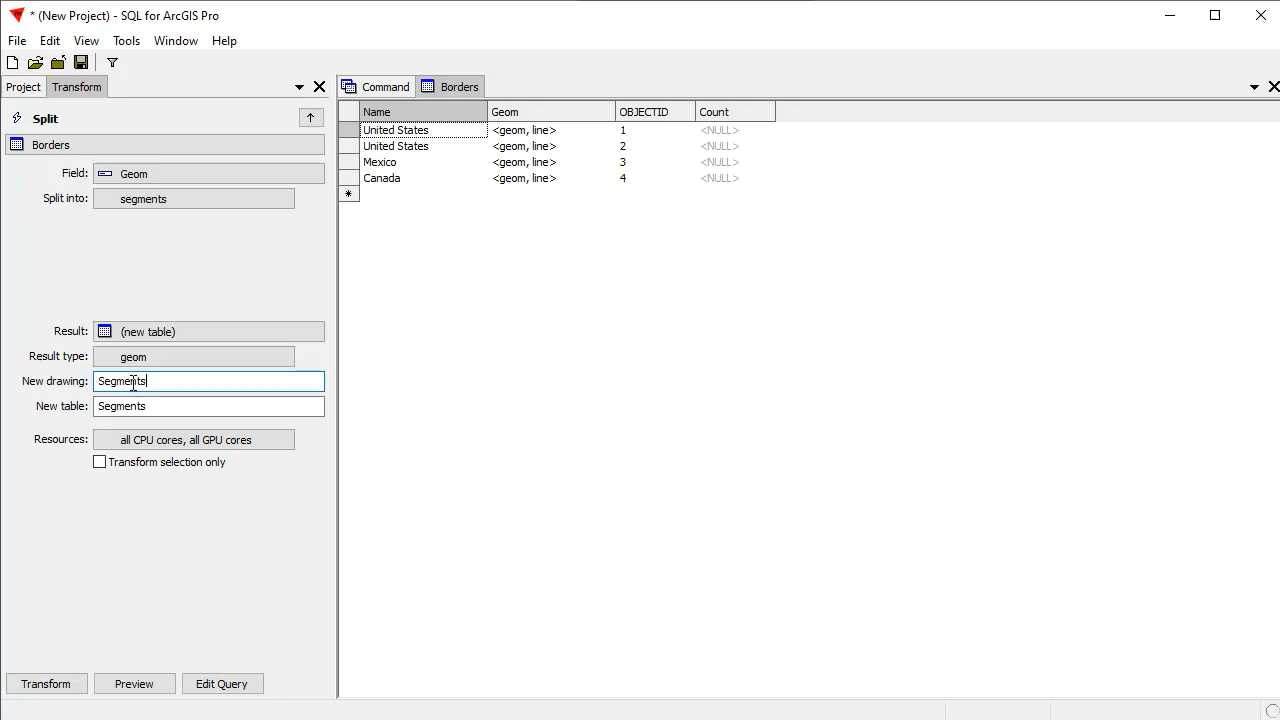 * (New Project) - SQL for ArcGIS Pro
File Edit View Tools Window Help
Project Transform
Command Borders
Split
Borders
Field: Geom
Split into: segments
Result: (new table)
Result type: geom
New drawing: Segments
New table: Segments
Resources: all CPU cores, all GPU cores
Transform selection only
Transform Preview Edit Query
Name Geom OBJECTID Count
United States <geom, line> 1 <NULL>
United States <geom, line> 2 <NULL>
Mexico <geom, line> 3 <NULL>
Canada <geom, line> 4 <NULL>
*